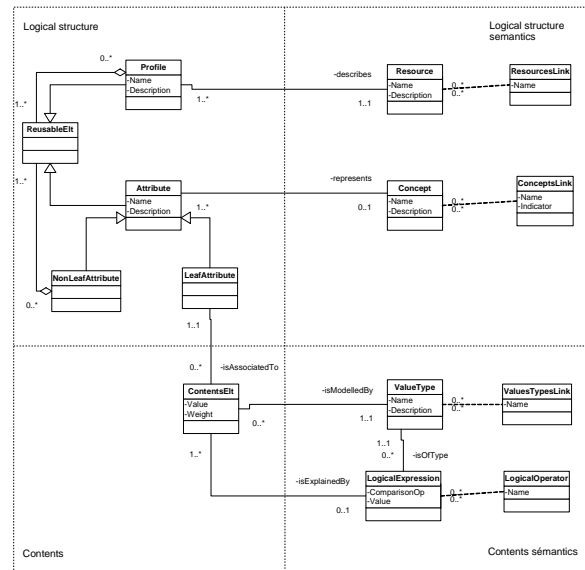 Logical structure
Logical structure
semantics
0..*
Profile
-Name
-Description
1..*
-describes
1..1
Resource
-Name
-Description
0..*
0..*
ResourcesLink
-Name
1..*
ReusableElt
1..*
Attribute
-Name
-Description
1..*
-represents
0..1
Concept
-Name
-Description
0..*
0..*
ConceptsLink
-Name
-Indicator
NonLeafAttribute
0..*
LeafAttribute
1..1
0..*
-isAssociatedTo
ContentsElt
-Value
-Weight
0..*
-isModelledBy
1..1
ValueType
-Name
-Description
0..*
0..*
ValuesTypesLink
-Name
1..1
0..*
-isOfType
1..*
-isExplainedBy
0..1
LogicalExpression
-ComparisonOp
-Value
0..*
0..*
LogicalOperator
-Name
Contents
Contents sémantics